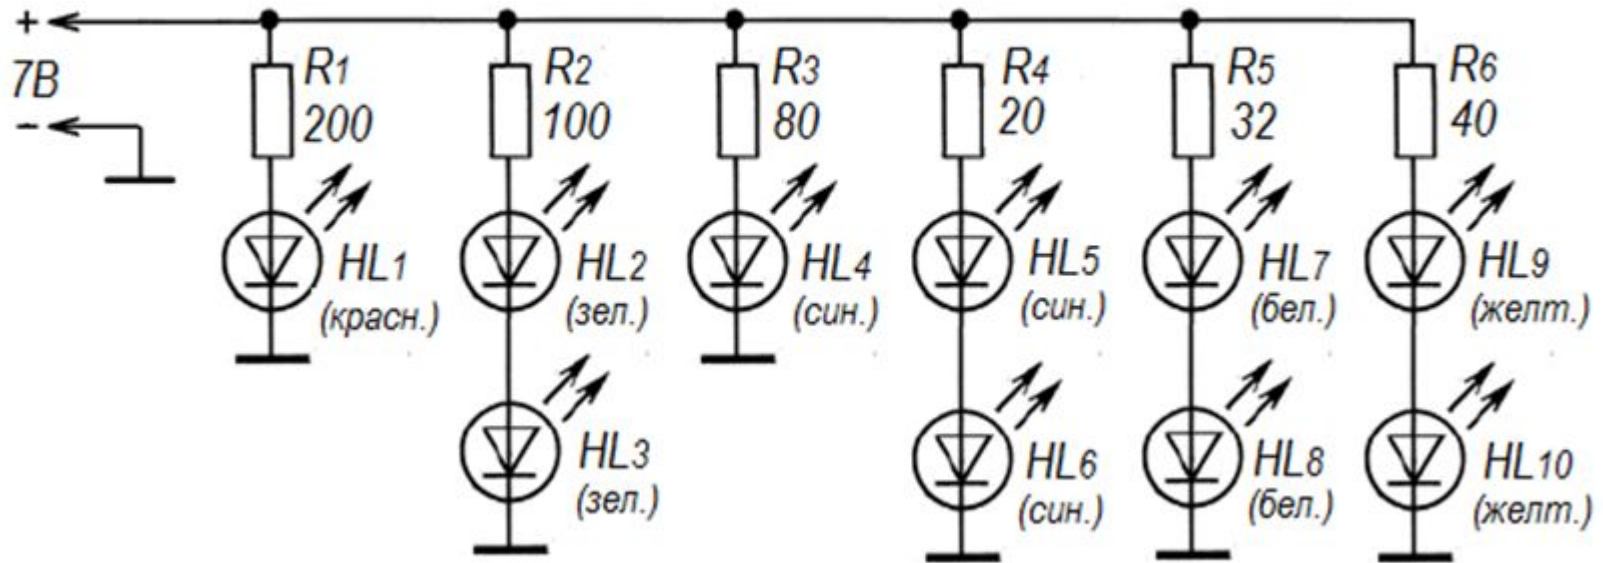 +
7В
−
R1
200
R2
100
R3
80
R4
20
R5
32
R6
40
HL1
(красн.)
HL2
(зел.)
HL4
(син.)
HL5
(син.)
HL7
(бел.)
HL9
(желт.)
HL3
(зел.)
HL6
(син.)
HL8
(бел.)
HL10
(желт.)